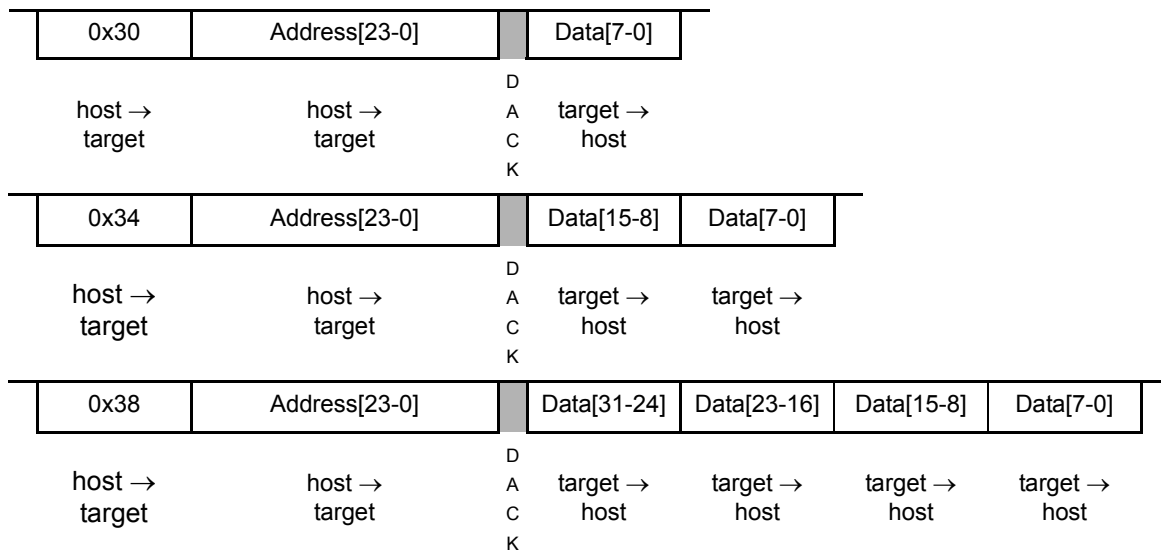 0x30 Address[23-0] Data[7-0]
host → host → D A C K target →
target target host
0x34 Address[23-0] Data[15-8] Data[7-0]
host → host → D A C K target → target →
target target host host
0x38 Address[23-0] Data[31-24] Data[23-16] Data[15-8] Data[7-0]
host → host → D A C K target → target → target → target →
target target host host host host